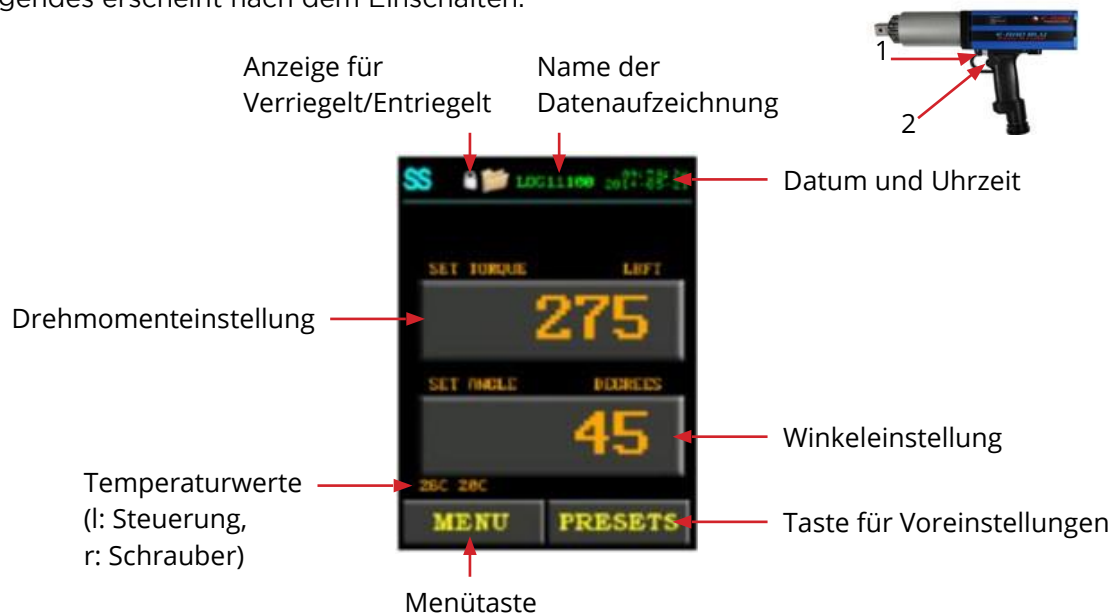 gendes erscheint nach dem Einschalten:
1
2
Anzeige für
Verriegelt/Entriegelt
Name der
Datenaufzeichnung
Datum und Uhrzeit
SS
LOG11100
SET TORQUE
275
Drehmomenteinstellung
SET ANGLE DEGREES
45
Winkeleinstellung
26C 28C
Temperaturwerte
(l: Steuerung,
r: Schrauber)
MENU PRESETS
Taste für Voreinstellungen
Menütaste